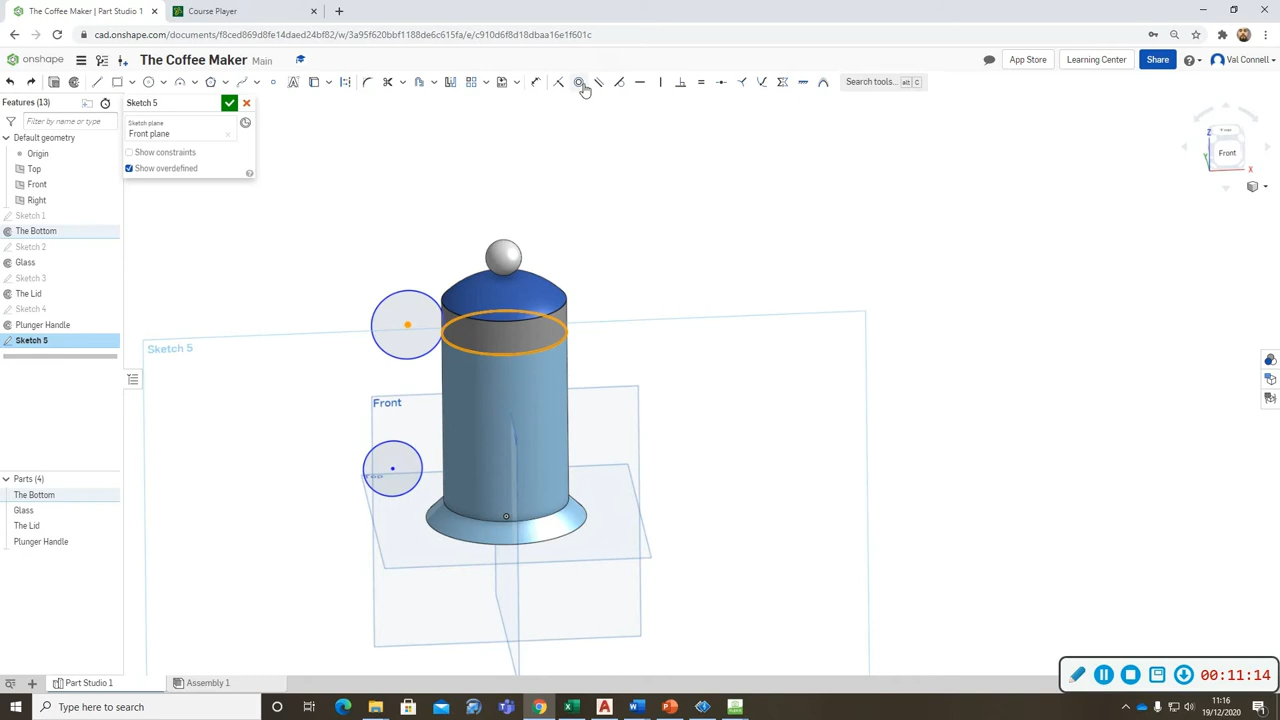 The Coffee Maker | Part Studio 1
Course Player
cad.onshape.com/documents/f8ced869d8fe14daed24bf82/w/3a95f620bbf1188de6c615fa/e/c910d6f8d18dbaa16e1f601c
onshape
The Coffee Maker Main
App Store
Learning Center
Share
Val Connell
Search tools... alt C
Features (13)
Filter by name or type
Default geometry
Origin
Top
Front
Right
Sketch 1
The Bottom
Sketch 2
Glass
Sketch 3
The Lid
Sketch 4
Plunger Handle
Sketch 5
Parts (4)
The Bottom
Glass
The Lid
Plunger Handle
Sketch 5
Sketch plane
Front plane
Show constraints
Show overdefined
Sketch 5
Front
Top
Z
Front
X
Y
Part Studio 1
Assembly 1
00:11:14
Type here to search
11:16
19/12/2020